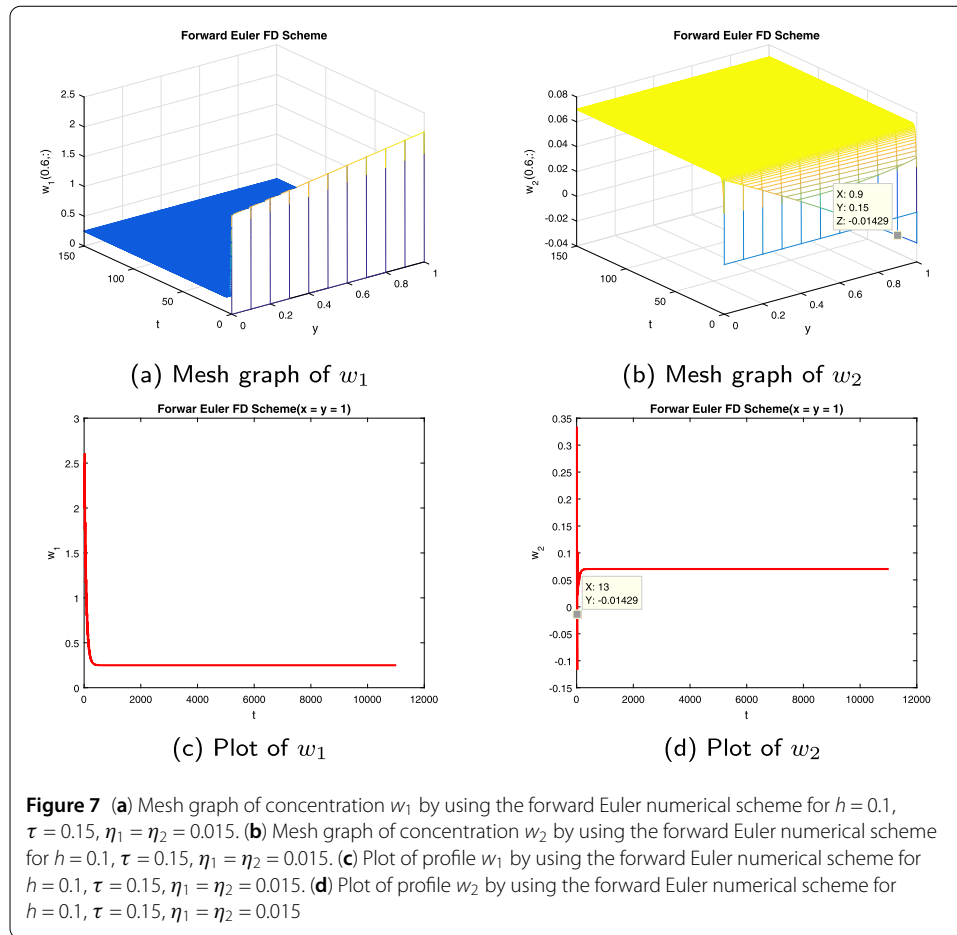 Forward Euler FD Scheme
2.5
2
1.5
1
0.5
0
150
100
50
0
0
0.2
0.4
0.6
0.8
1
w1(0.6,:)
t
y
(a) Mesh graph of w1
Forward Euler FD Scheme
0.08
0.06
0.04
0.02
0
-0.02
-0.04
150
100
50
0
0
0.2
0.4
0.6
0.8
1
w2(0.6,:)
t
y
X: 0.9
Y: 0.15
Z: -0.01429
(b) Mesh graph of w2
Forwar Euler FD Scheme(x = y = 1)
3
2.5
2
w1
1.5
1
0.5
0
0 2000 4000 6000 8000 10000 12000
t
(c) Plot of w1
Forwar Euler FD Scheme(x = y = 1)
0.35
0.3
0.25
0.2
0.15
w2
0.1
0.05
0
-0.05
-0.1
-0.15
X: 13
Y: -0.01429
0 2000 4000 6000 8000 10000 12000
t
(d) Plot of w2
Figure 7 (a) Mesh graph of concentration w1 by using the forward Euler numerical scheme for h = 0.1,
τ = 0.15, η1 = η2 = 0.015. (b) Mesh graph of concentration w2 by using the forward Euler numerical scheme
for h = 0.1, τ = 0.15, η1 = η2 = 0.015. (c) Plot of profile w1 by using the forward Euler numerical scheme for
h = 0.1, τ = 0.15, η1 = η2 = 0.015. (d) Plot of profile w2 by using the forward Euler numerical scheme for
h = 0.1, τ = 0.15, η1 = η2 = 0.015